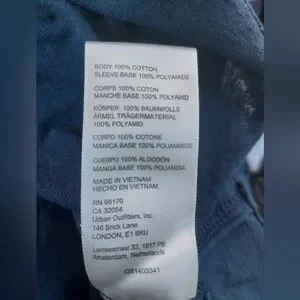 BODY 100% COTTON
SLEEVE BASE 100% POLYAMIDE
CORPS 100% COTON
MANCHE BASE 100% POLYAMIDE
KÖRPER 100% BAUMWOLLE
ÄRMEL TRÄGERMATERIAL
100% POLYAMID
CORPO 100% COTONE
MANICA BASE 100% POLIAMMIDE
CUERPO 100% ALGODÓN
MANGA BASE 100% POLIAMIDA
MADE IN VIETNAM
HECHO EN VIETNAM
RN 66170
CA 32054
Urban Outfitters, Inc.
146 Brick Lane
LONDON, E1 6RU
Leidsestraat 32, 1017 PB
Amsterdam, Netherlands
GS1403341